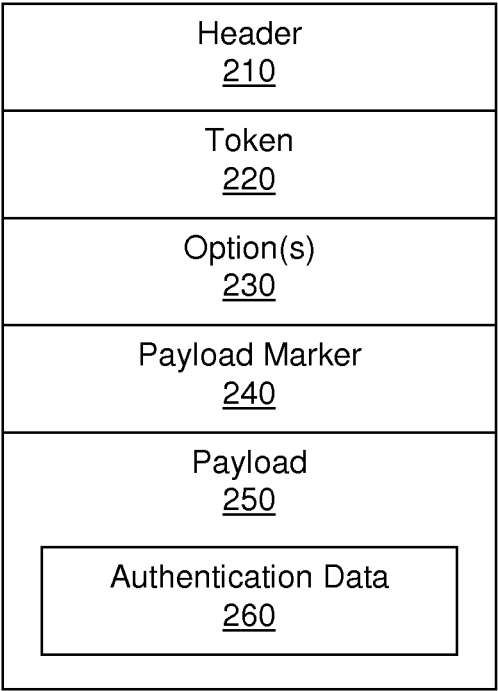 Header
210
Token
220
Option(s)
230
Payload Marker
240
Payload
250
Authentication Data
260